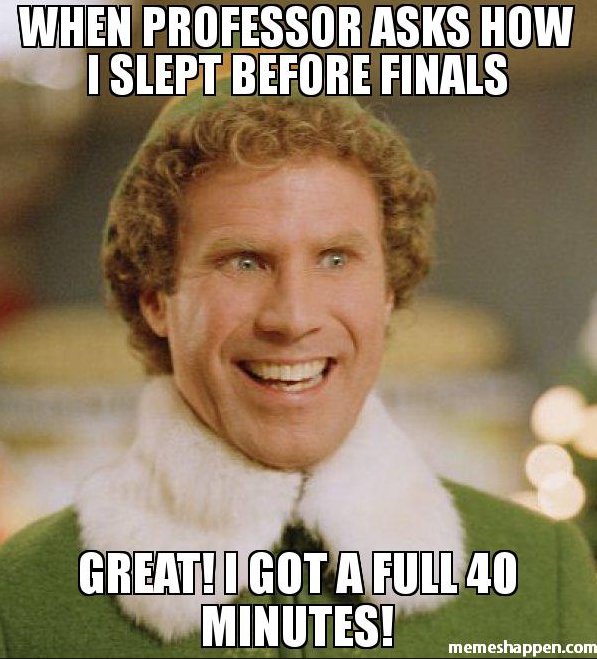 WHEN PROFESSOR ASKS HOW
I SLEPT BEFORE FINALS
GREAT! I GOT A FULL 40
MINUTES!
memeshappen.com